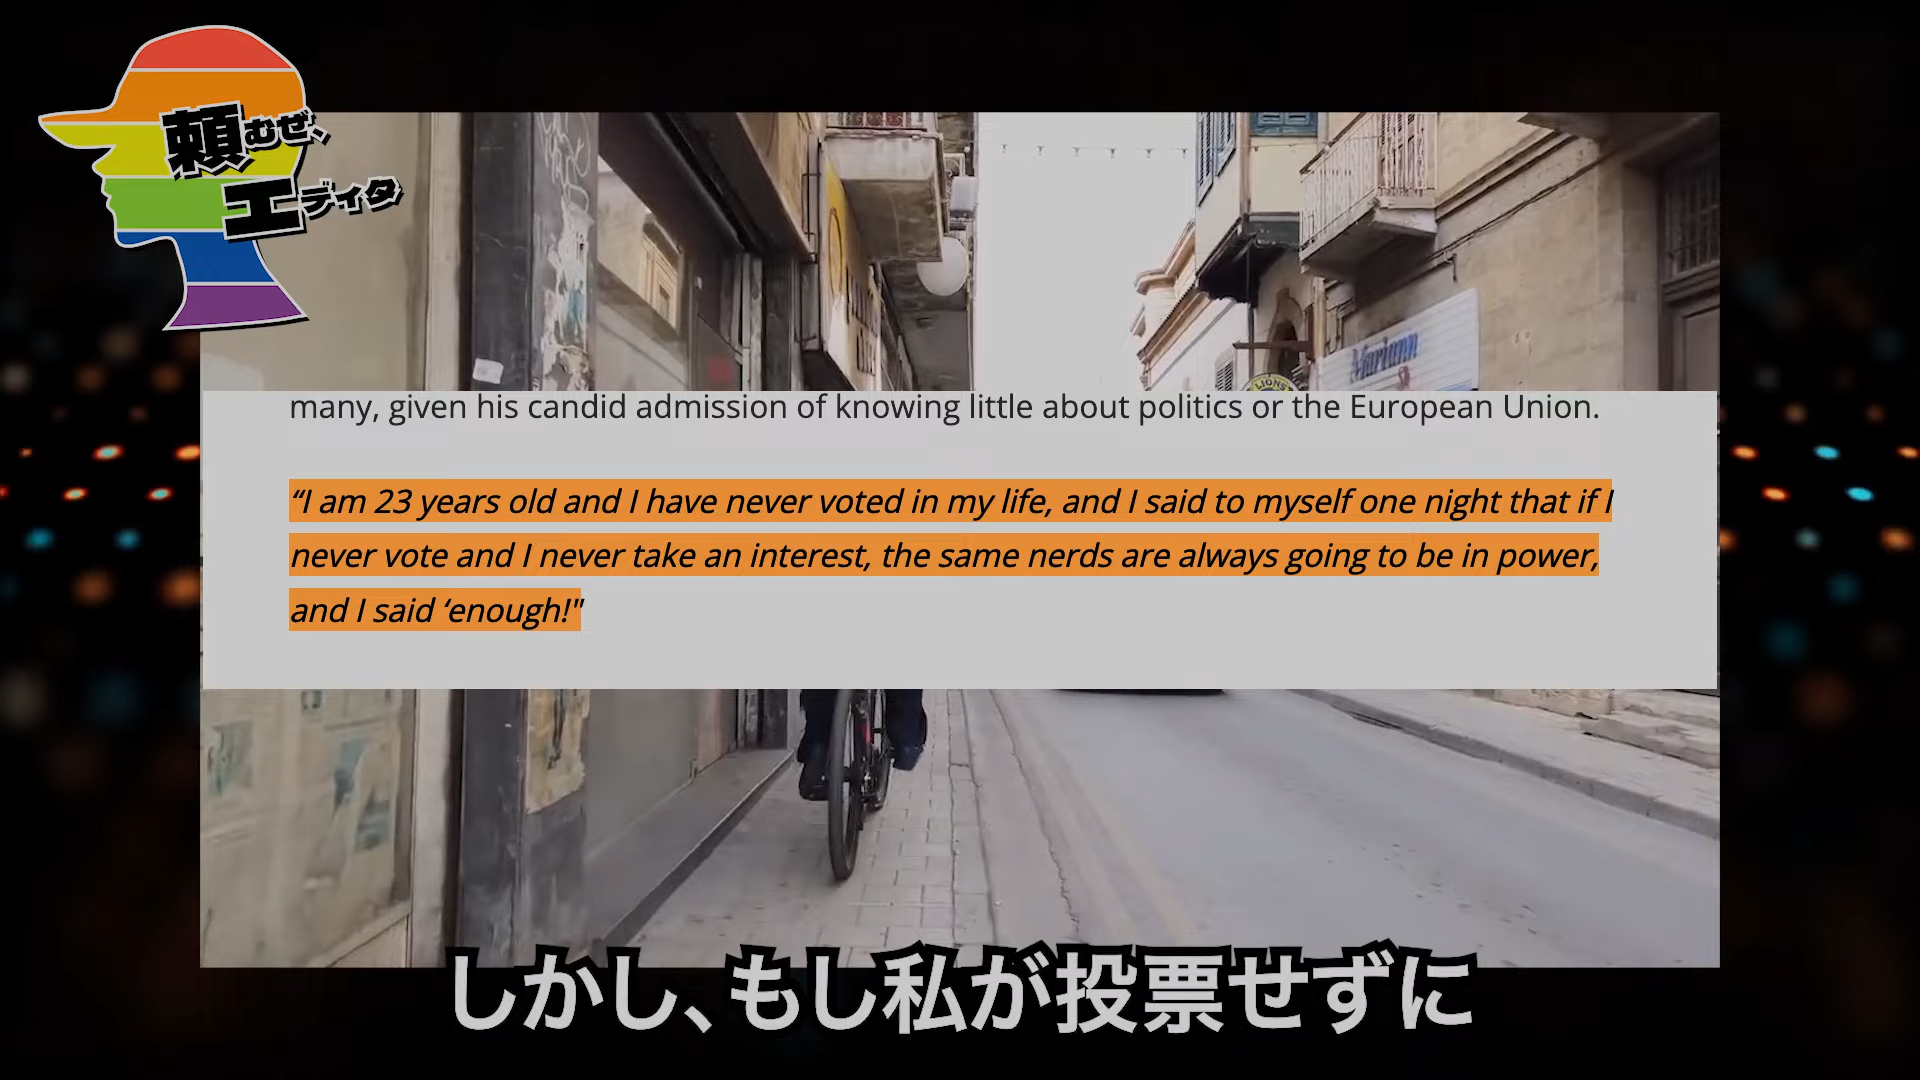 頼むぜ、
エディタ
Mariann
LIONS
many, given his candid admission of knowing little about politics or the European Union.
“I am 23 years old and I have never voted in my life, and I said to myself one night that if I
never vote and I never take an interest, the same nerds are always going to be in power,
and I said ‘enough!"
しかし、もし私が投票せずに